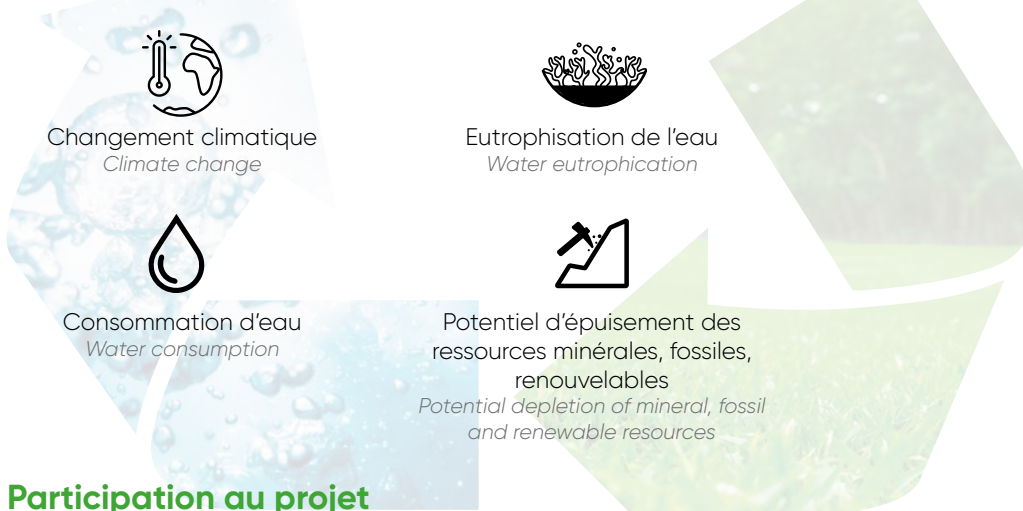 Changement climatique
Climate change
Eutrophisation de l'eau
Water eutrophication
Consommation d'eau
Water consumption
Potentiel d'épuisement des
ressources minérales, fossiles,
renouvelables
Potential depletion of mineral, fossil
and renewable resources
Participation au projet